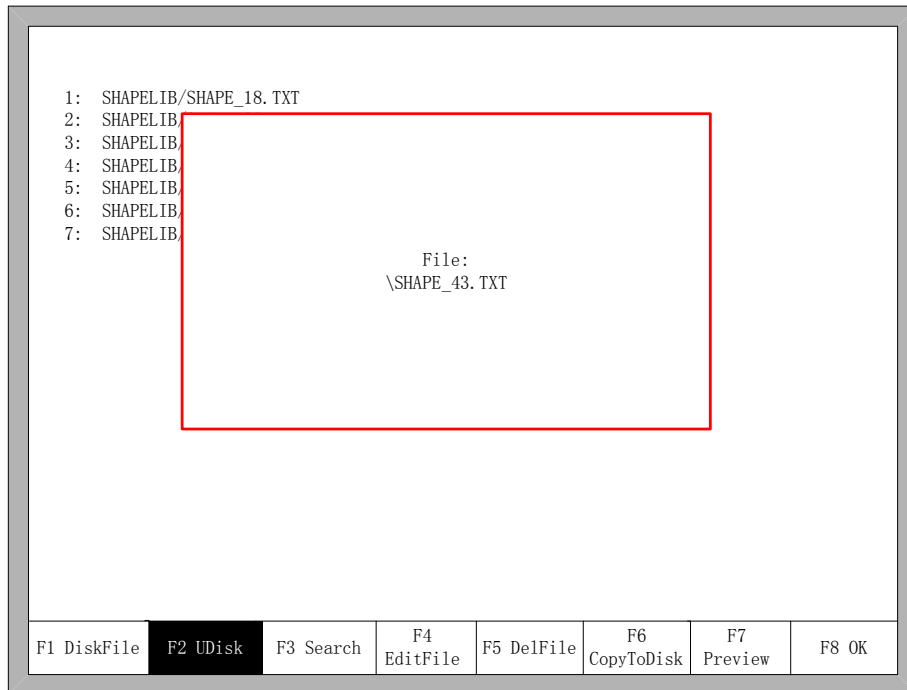 1: SHAPELIB/SHAPE_18.TXT
2: SHAPELIB/
3: SHAPELIB/
4: SHAPELIB/
5: SHAPELIB/
6: SHAPELIB/
7: SHAPELIB/
File:
\SHAPE_43.TXT
F1 DiskFile
F2 UDisk
F3 Search
F4
EditFile
F5 DelFile
F6
CopyToDisk
F7
Preview
F8 OK